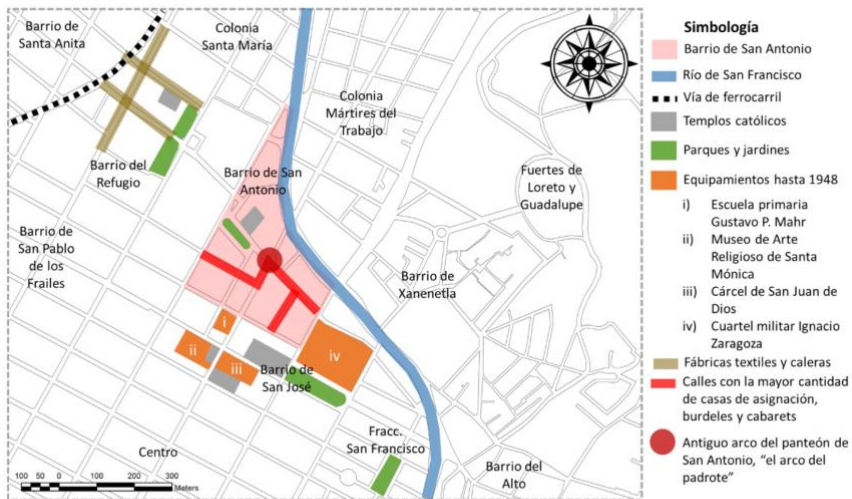 Barrio de
Santa Anita
Colonia
Santa María
Colonia
Mártires del
Trabajo
Barrio del
Refugio
Barrio de San
Antonio
Fuertes de
Loreto y
Guadalupe
Barrio de
San Pablo
de los
Frailes
Barrio de
Xanenetla
i
ii
iii
iv
Barrio de
San José
Centro
Fracc.
San Francisco
Barrio del
Alto
100 50 0 100 200 300
Meters
Simbología
Barrio de San Antonio
Río de San Francisco
Vía de ferrocarril
Templos católicos
Parques y jardines
Equipamientos hasta 1948
i) Escuela primaria
Gustavo P. Mahr
ii) Museo de Arte
Religioso de Santa
Mónica
iii) Cárcel de San Juan de
Dios
iv) Cuartel militar Ignacio
Zaragoza
Fábricas textiles y caleras
Calles con la mayor cantidad
de casas de asignación,
burdeles y cabarets
Antiguo arco del panteón de
San Antonio, “el arco del
padrote”